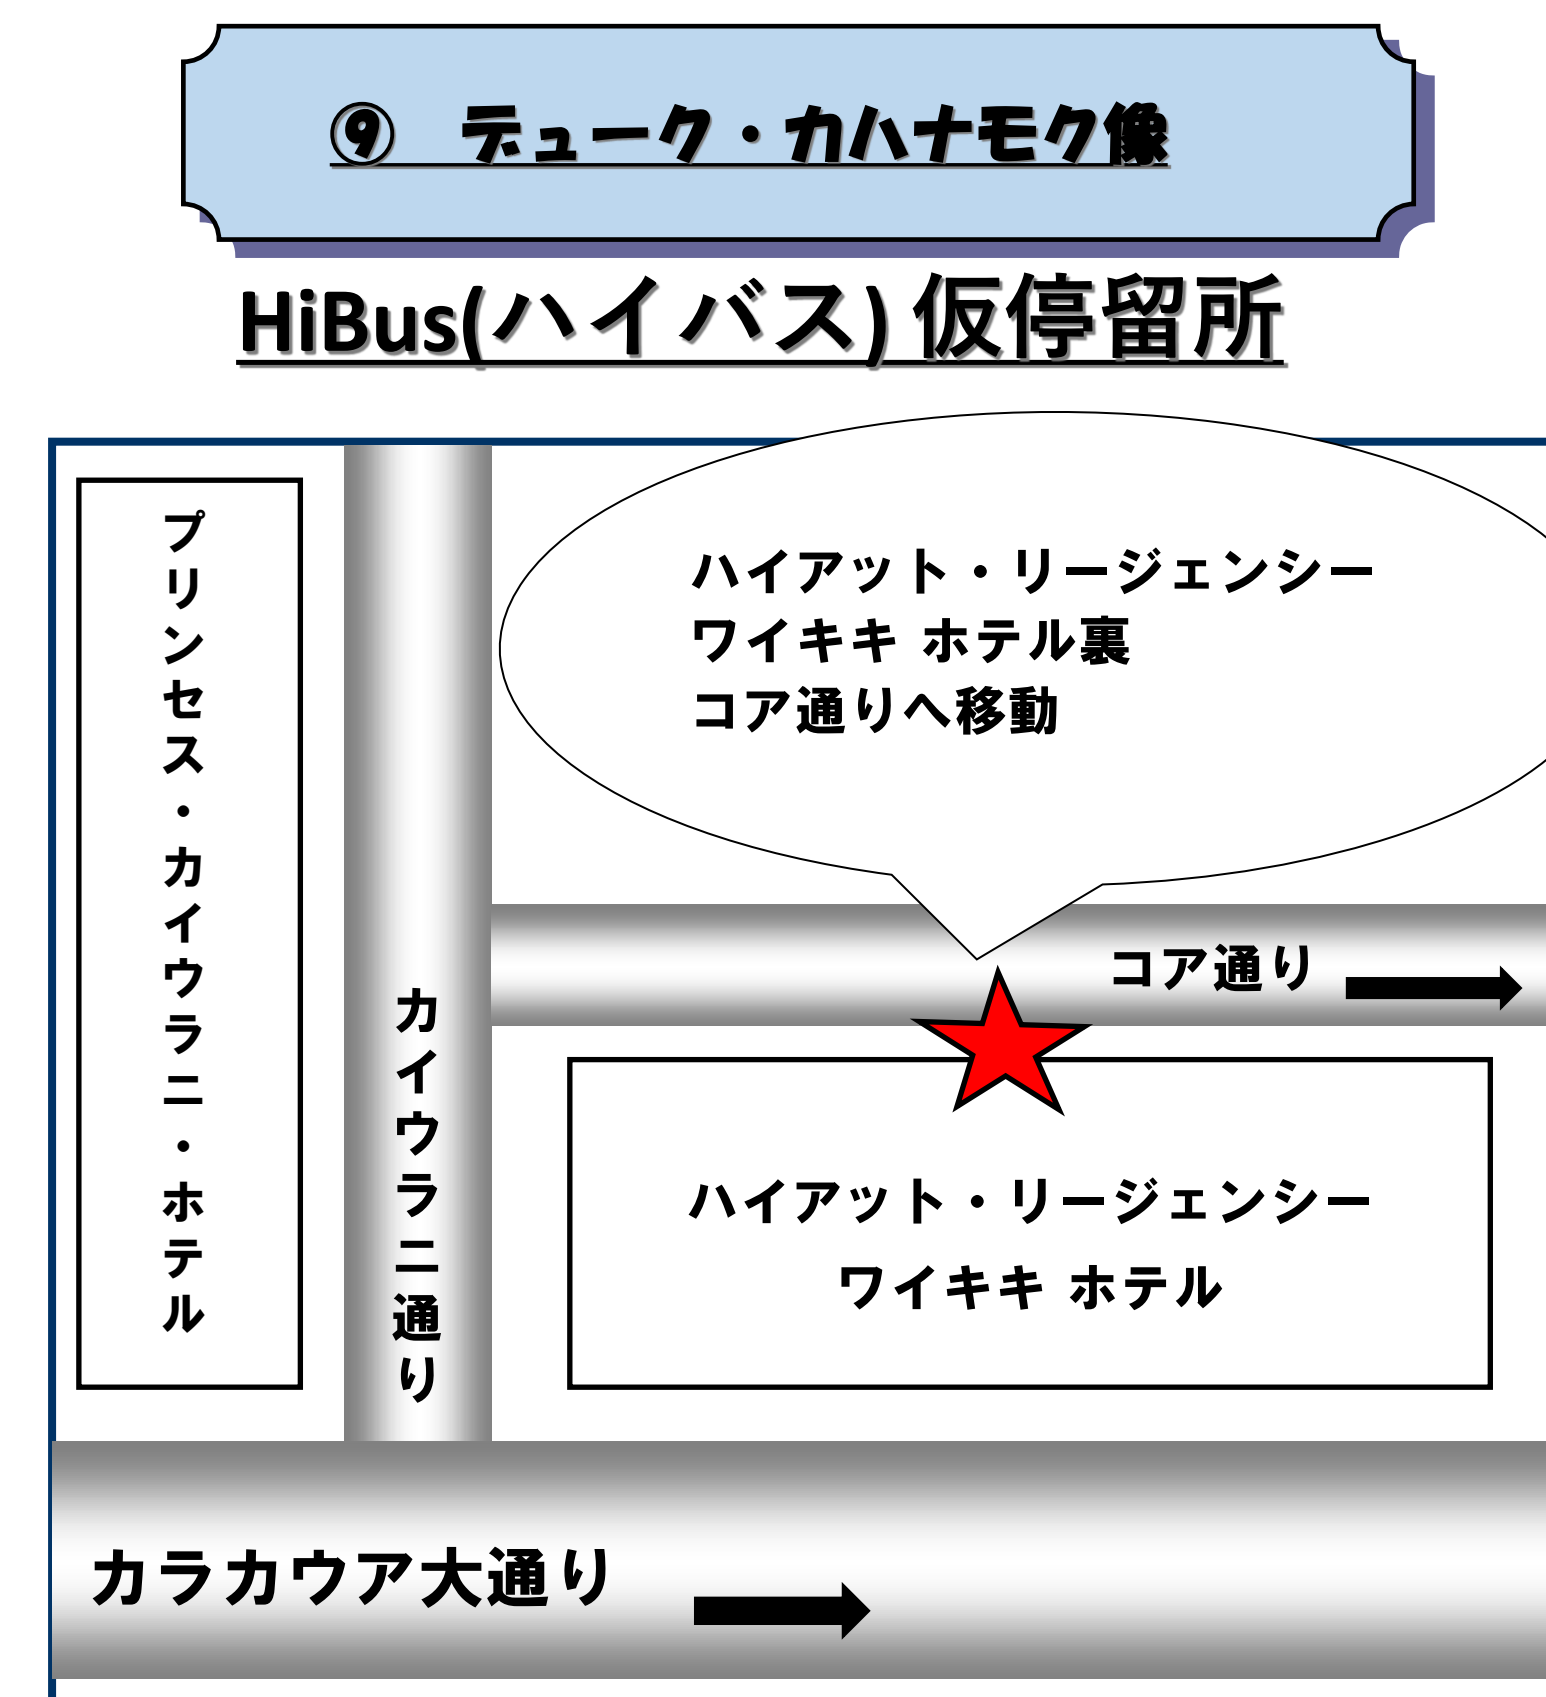 ⑨　デューク・カハナモク像
HiBus(ハイバス) 仮停留所
プリンセス・カイウラニ・ホテル
ハイアット・リージェンシー
ワイキキ ホテル裏
コア通りへ移動
コア通り
カイウラニ通り
ハイアット・リージェンシー
ワイキキ ホテル
カラカウア大通り